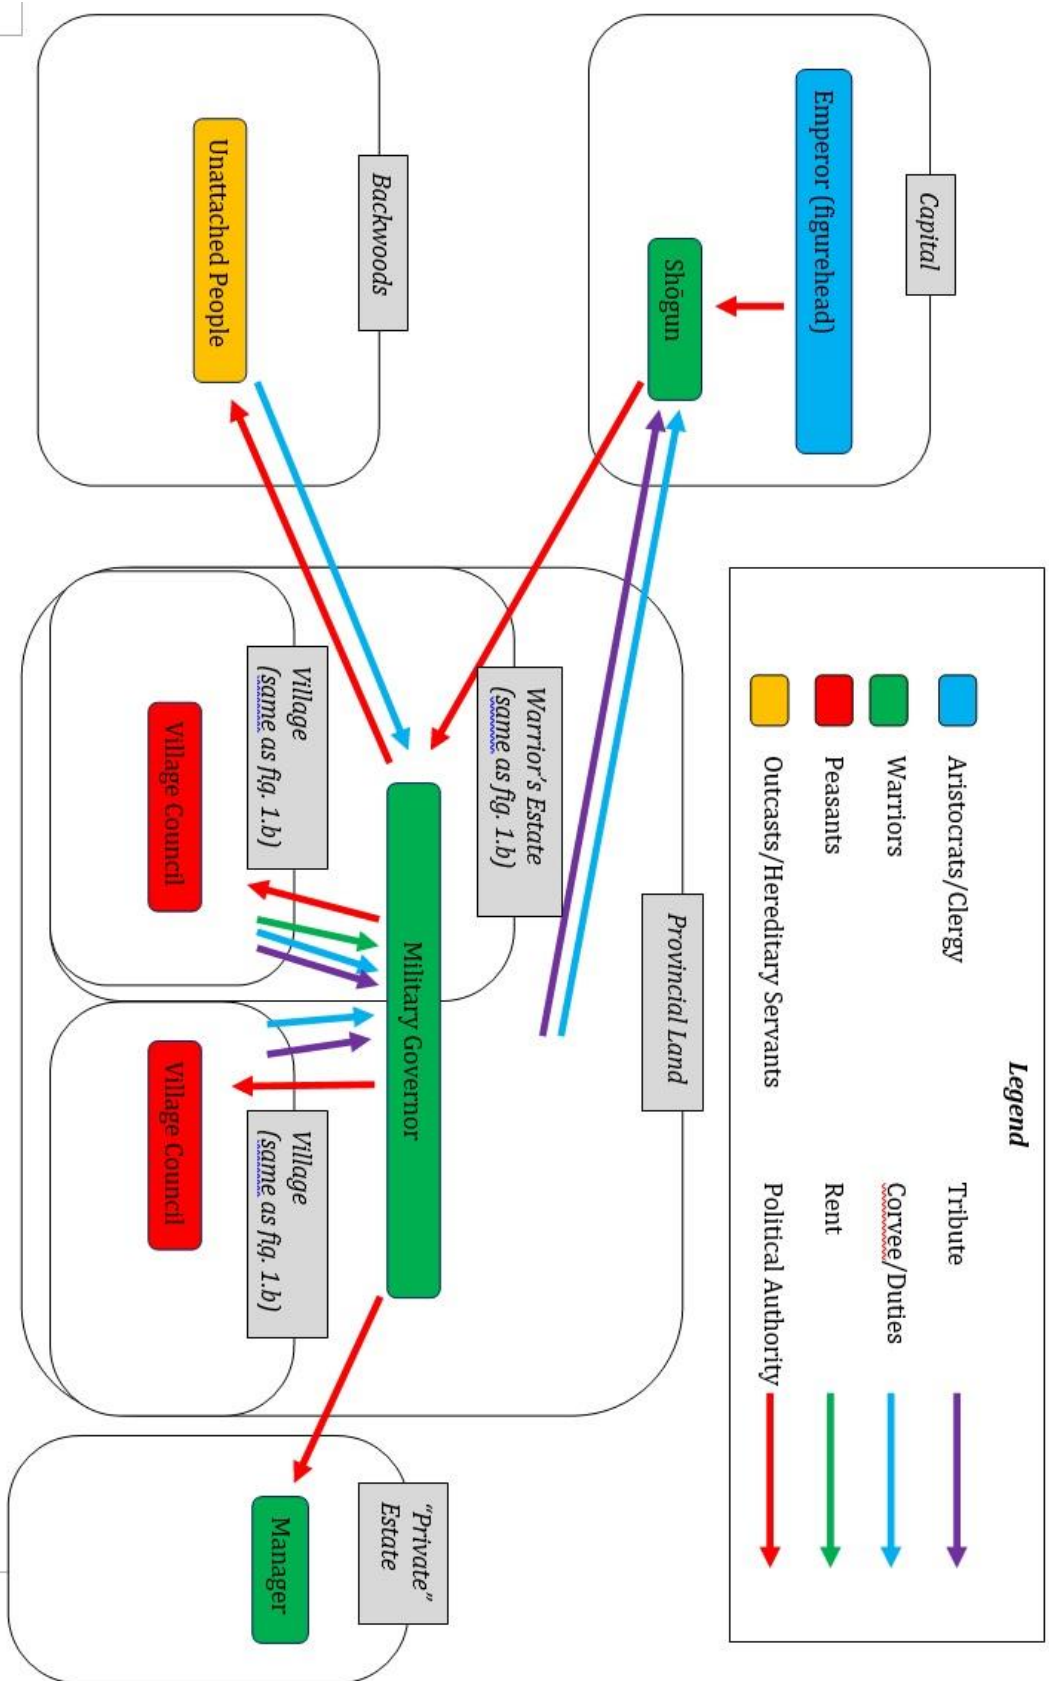 Legend
Aristocrats/Clergy
Warriors
Peasants
Outcasts/Hereditary Servants
Tribute
Corvee/Duties
Rent
Political Authority
Capital
Emperor (figurehead)
Shōgun
Backwoods
Unattached People
Provincial Land
Warrior's Estate
(same as fig. 1.b)
Military Governor
Village
(same as fig. 1.b)
Village Council
Village
(same as fig. 1.b)
Village Council
"Private"
Estate
Manager